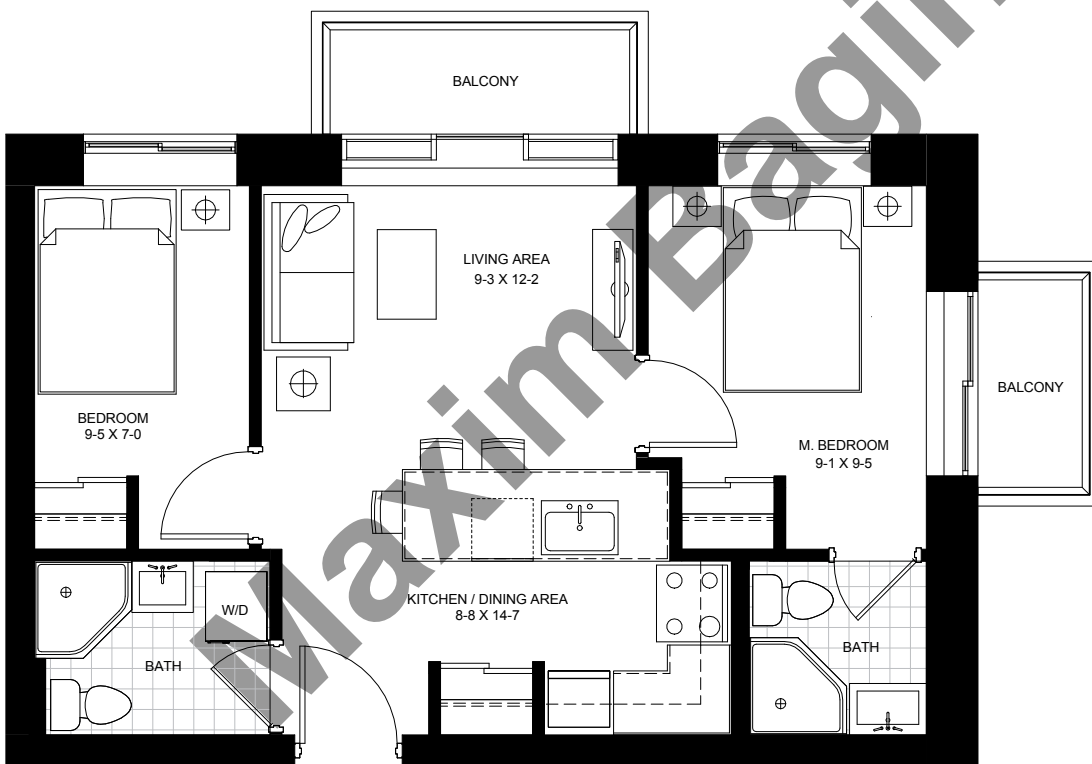 BALCONY
LIVING AREA
9-3 X 12-2
BALCONY
BEDROOM
9-5 X 7-0
M. BEDROOM
9-1 X 9-5
KITCHEN / DINING AREA
8-8 X 14-7
W/D
BATH
BATH
Maxim Bagin